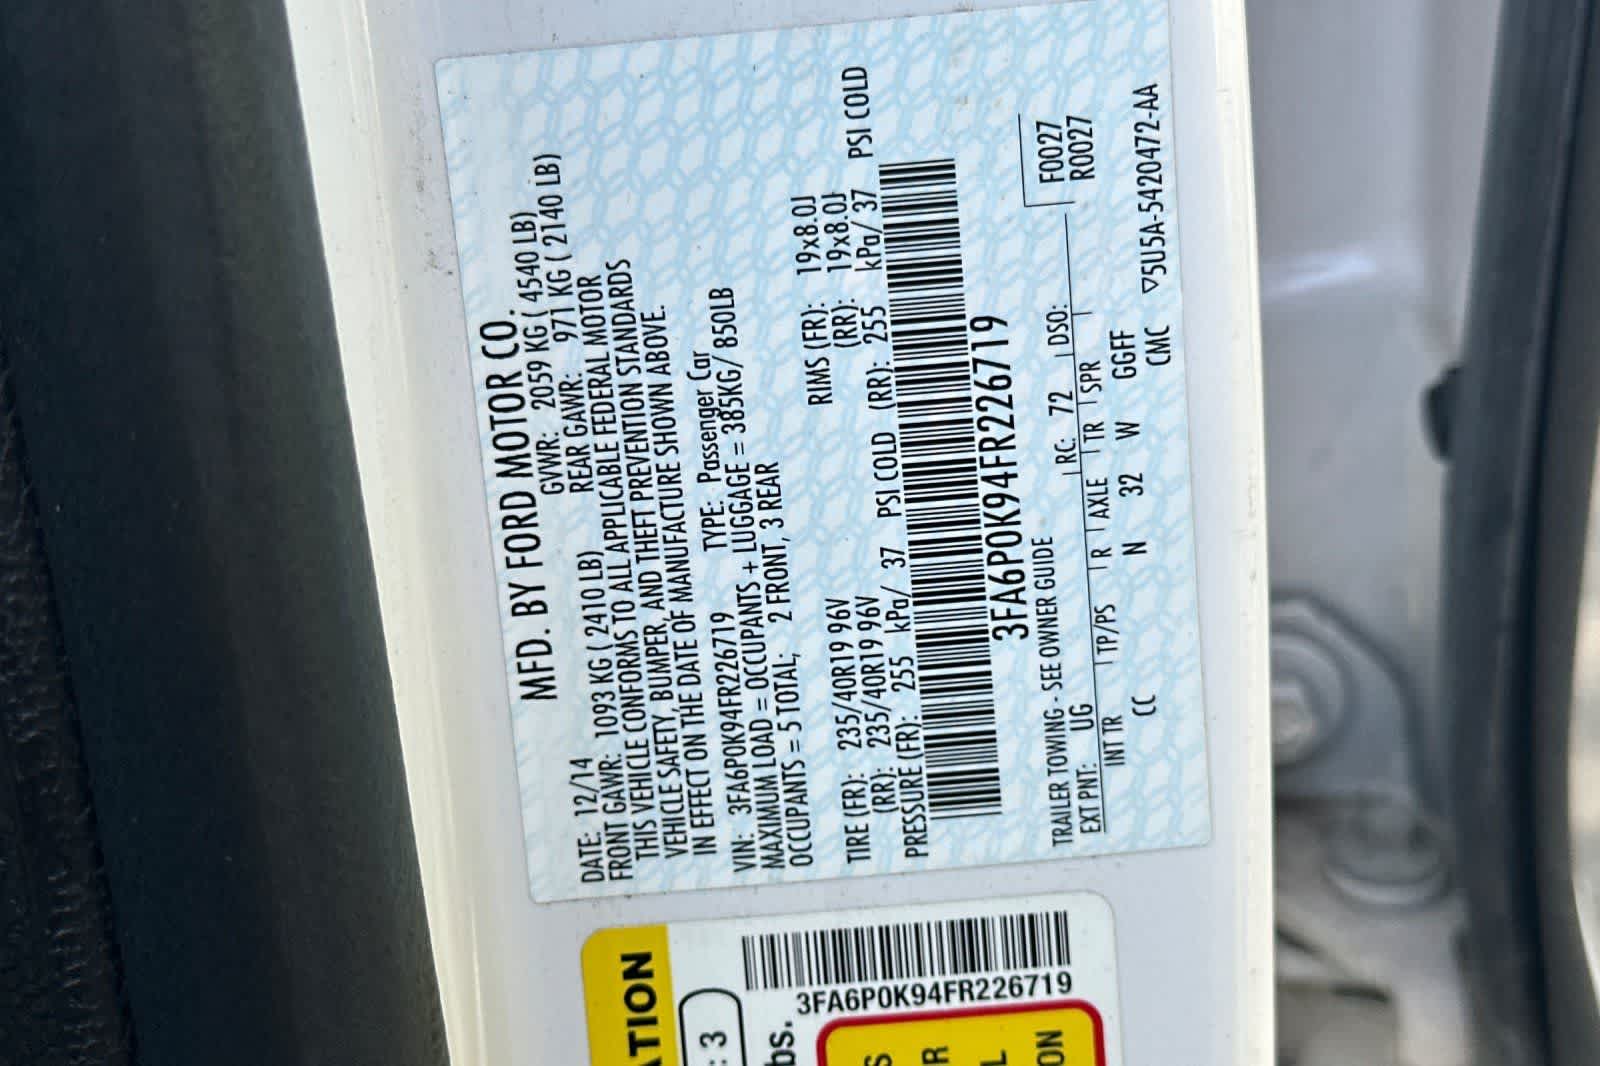 MFD. BY FORD MOTOR CO.
DATE: 12/14 GVWR: 2059 KG ( 4540 LB)
FRONT GAWR: 1093 KG ( 2410 LB) REAR GAWR: 971 KG ( 2140 LB)
THIS VEHICLE CONFORMS TO ALL APPLICABLE FEDERAL MOTOR
VEHICLE SAFETY, BUMPER, AND THEFT PREVENTION STANDARDS
IN EFFECT ON THE DATE OF MANUFACTURE SHOWN ABOVE.
VIN: 3FA6P0K94FR226719 TYPE: Passenger Car
MAXIMUM LOAD = OCCUPANTS + LUGGAGE = 385KG/ 850LB
OCCUPANTS = 5 TOTAL, 2 FRONT, 3 REAR
TIRE (FR): 235/40R19 96V RIMS (FR): 19x8.0J
(RR): 235/40R19 96V (RR): 19x8.0J
PRESSURE (FR): 255 kPa/ 37 PSI COLD (RR): 255 kPa/ 37 PSI COLD
3FA6P0K94FR226719
F0027
R0027
TRAILER TOWING - SEE OWNER GUIDE
EXT PNT: UG RC: 72 DSO:
INT TR TP/PS R AXLE TR SPR
CC N 32 W GGFF
CMC ▽5U5A-5420472-AA
ATION
: 3
bs.
3FA6P0K94FR226719
S
R
L
ON